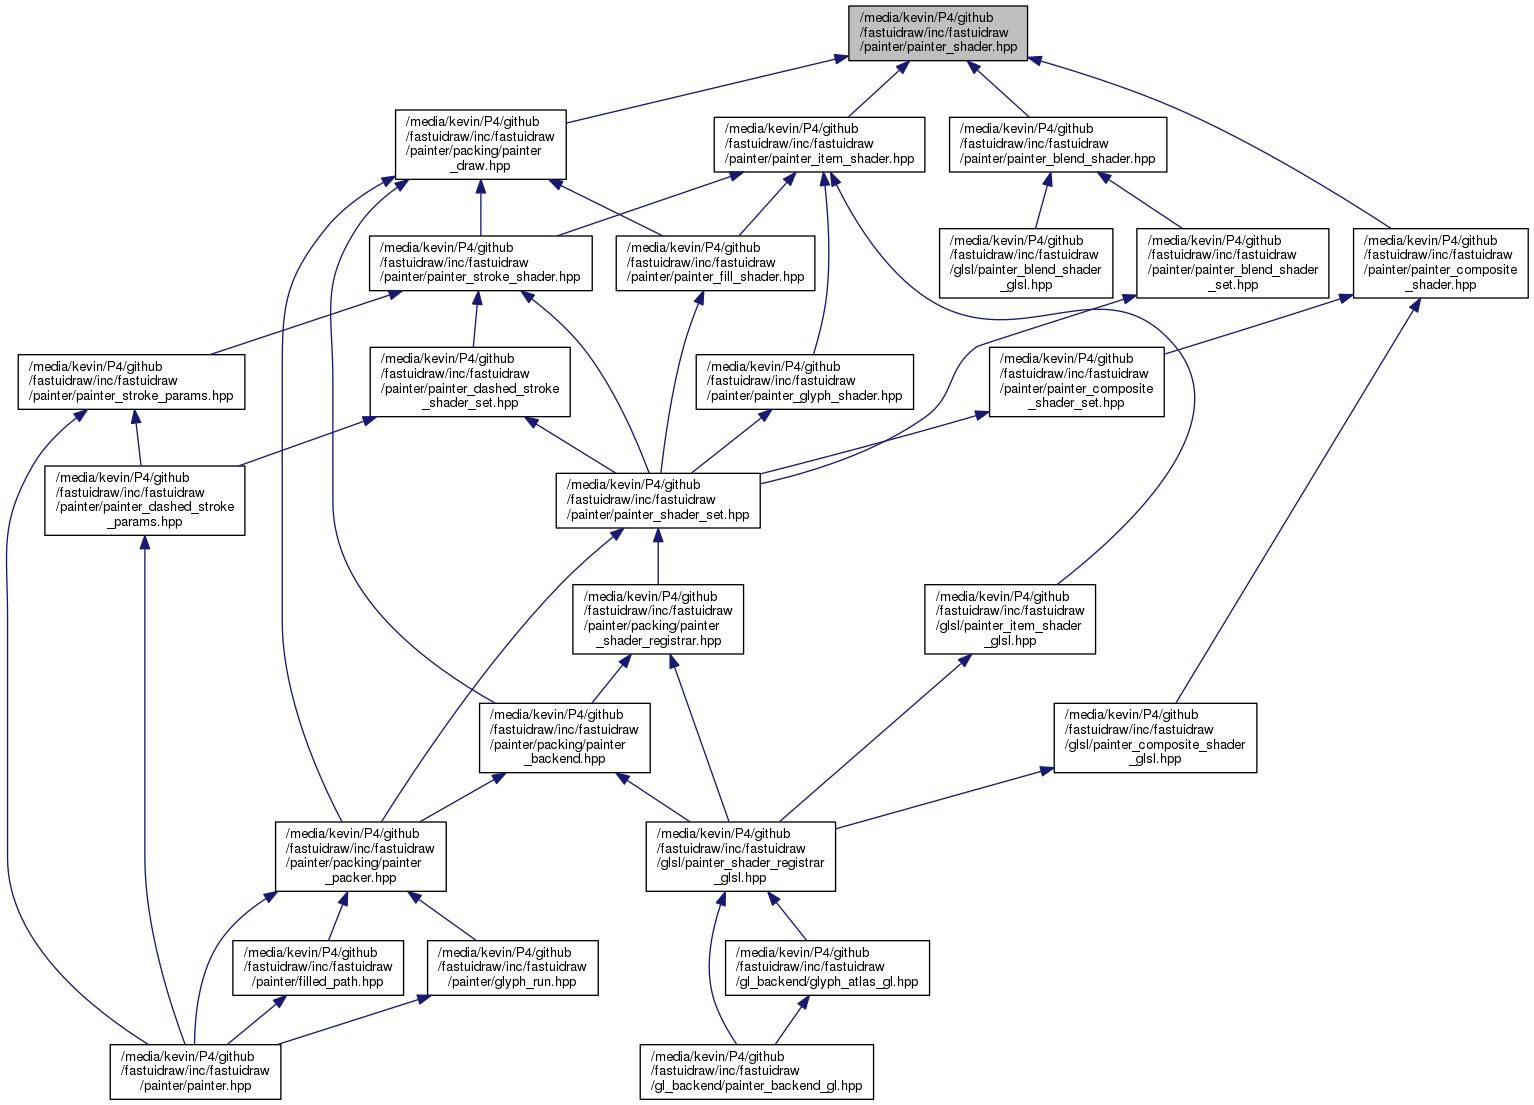 /media/kevin/P4/github
/fastuidraw/inc/fastuidraw
/painter/painter_shader.hpp
/media/kevin/P4/github
/fastuidraw/inc/fastuidraw
/painter/packing/painter
_draw.hpp
/media/kevin/P4/github
/fastuidraw/inc/fastuidraw
/painter/painter_item_shader.hpp
/media/kevin/P4/github
/fastuidraw/inc/fastuidraw
/painter/painter_blend_shader.hpp
/media/kevin/P4/github
/fastuidraw/inc/fastuidraw
/painter/painter_stroke_shader.hpp
/media/kevin/P4/github
/fastuidraw/inc/fastuidraw
/painter/painter_fill_shader.hpp
/media/kevin/P4/github
/fastuidraw/inc/fastuidraw
/glsl/painter_blend_shader
_glsl.hpp
/media/kevin/P4/github
/fastuidraw/inc/fastuidraw
/painter/painter_blend_shader
_set.hpp
/media/kevin/P4/github
/fastuidraw/inc/fastuidraw
/painter/painter_composite
_shader.hpp
/media/kevin/P4/github
/fastuidraw/inc/fastuidraw
/painter/painter_stroke_params.hpp
/media/kevin/P4/github
/fastuidraw/inc/fastuidraw
/painter/painter_dashed_stroke
_shader_set.hpp
/media/kevin/P4/github
/fastuidraw/inc/fastuidraw
/painter/painter_glyph_shader.hpp
/media/kevin/P4/github
/fastuidraw/inc/fastuidraw
/painter/painter_composite
_shader_set.hpp
/media/kevin/P4/github
/fastuidraw/inc/fastuidraw
/painter/painter_dashed_stroke
_params.hpp
/media/kevin/P4/github
/fastuidraw/inc/fastuidraw
/painter/painter_shader_set.hpp
/media/kevin/P4/github
/fastuidraw/inc/fastuidraw
/painter/packing/painter
_shader_registrar.hpp
/media/kevin/P4/github
/fastuidraw/inc/fastuidraw
/glsl/painter_item_shader
_glsl.hpp
/media/kevin/P4/github
/fastuidraw/inc/fastuidraw
/painter/packing/painter
_backend.hpp
/media/kevin/P4/github
/fastuidraw/inc/fastuidraw
/glsl/painter_composite_shader
_glsl.hpp
/media/kevin/P4/github
/fastuidraw/inc/fastuidraw
/painter/packing/painter
_packer.hpp
/media/kevin/P4/github
/fastuidraw/inc/fastuidraw
/glsl/painter_shader_registrar
_glsl.hpp
/media/kevin/P4/github
/fastuidraw/inc/fastuidraw
/painter/filled_path.hpp
/media/kevin/P4/github
/fastuidraw/inc/fastuidraw
/painter/glyph_run.hpp
/media/kevin/P4/github
/fastuidraw/inc/fastuidraw
/gl_backend/glyph_atlas_gl.hpp
/media/kevin/P4/github
/fastuidraw/inc/fastuidraw
/painter/painter.hpp
/media/kevin/P4/github
/fastuidraw/inc/fastuidraw
/gl_backend/painter_backend_gl.hpp